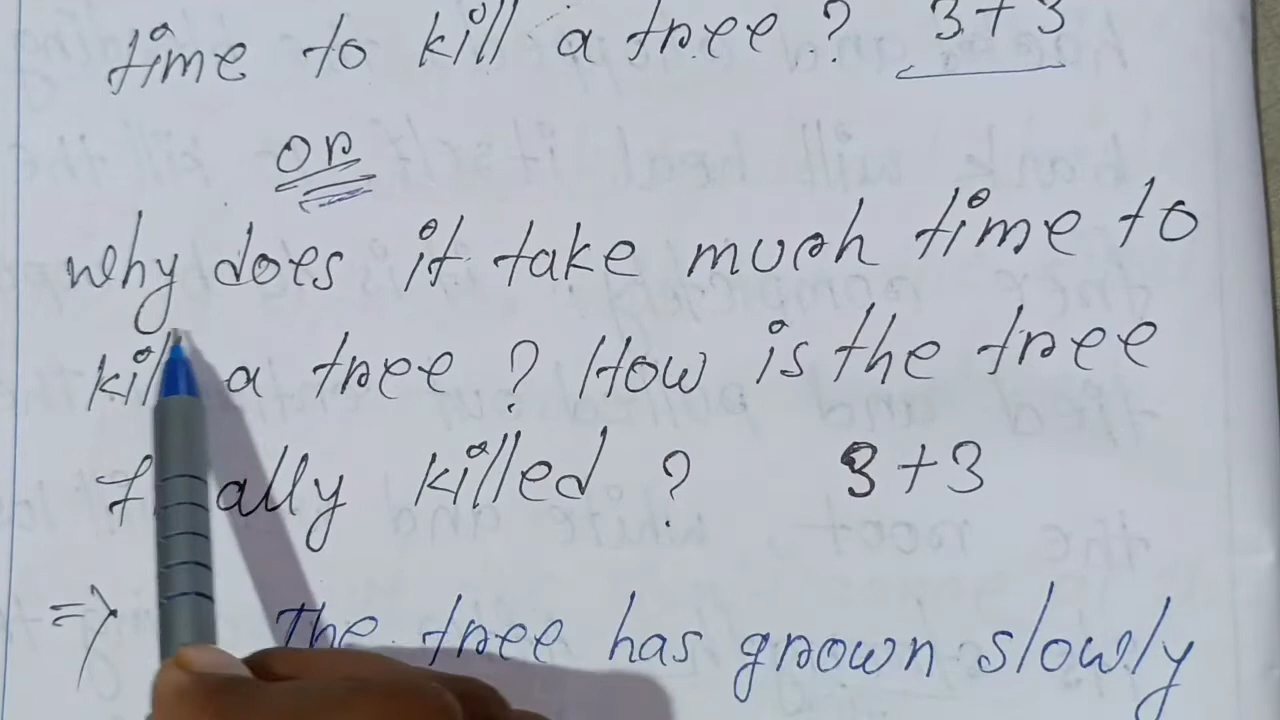 time to kill a tree? 3+3
or
why does it take much time to
kill a tree? How is the tree
finally killed? 3+3
=> The tree has grown slowly